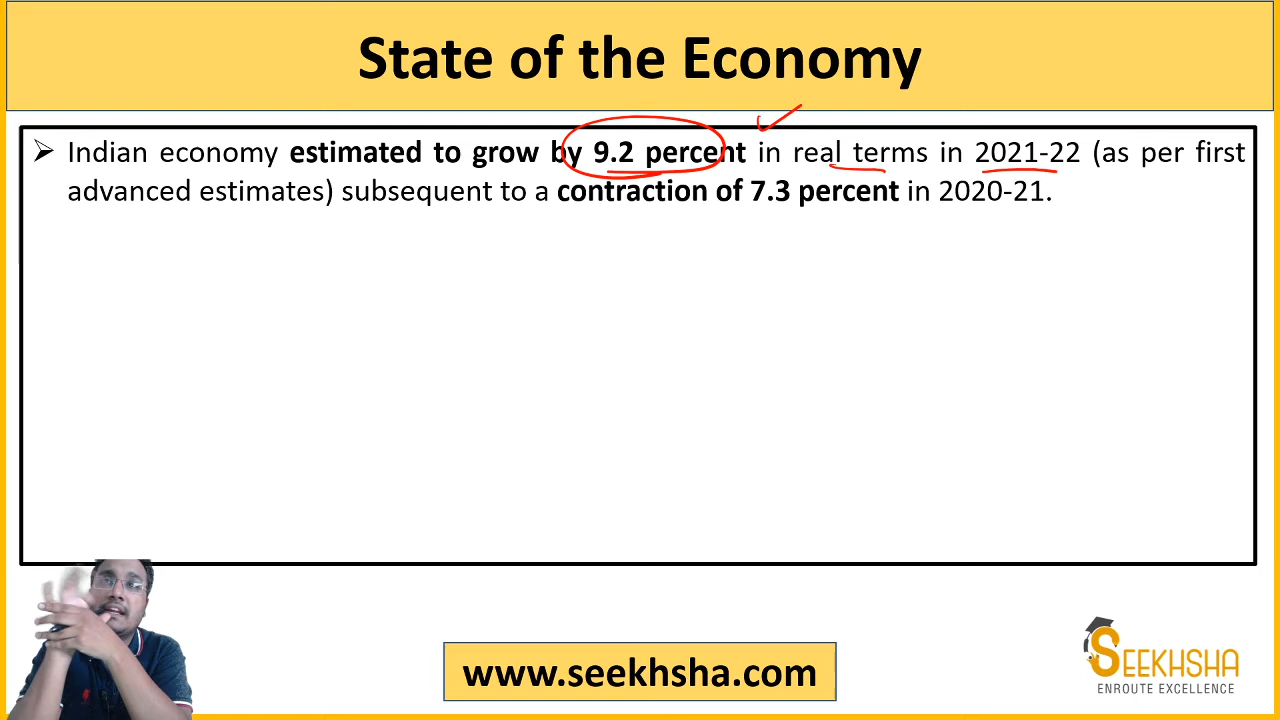 State of the Economy
➢ Indian economy estimated to grow by 9.2 percent in real terms in 2021-22 (as per first
advanced estimates) subsequent to a contraction of 7.3 percent in 2020-21.
www.seekhsha.com
SEEKHSHA
ENROUTE EXCELLENCE